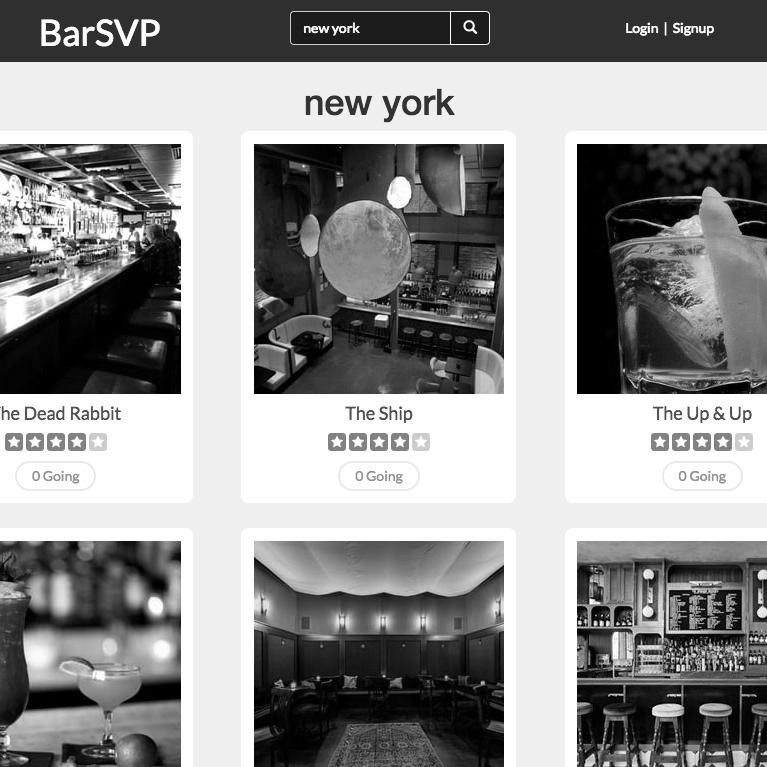 BarSVP
new york
Login | Signup
new york
he Dead Rabbit
0 Going
The Ship
0 Going
The Up & Up
0 Going